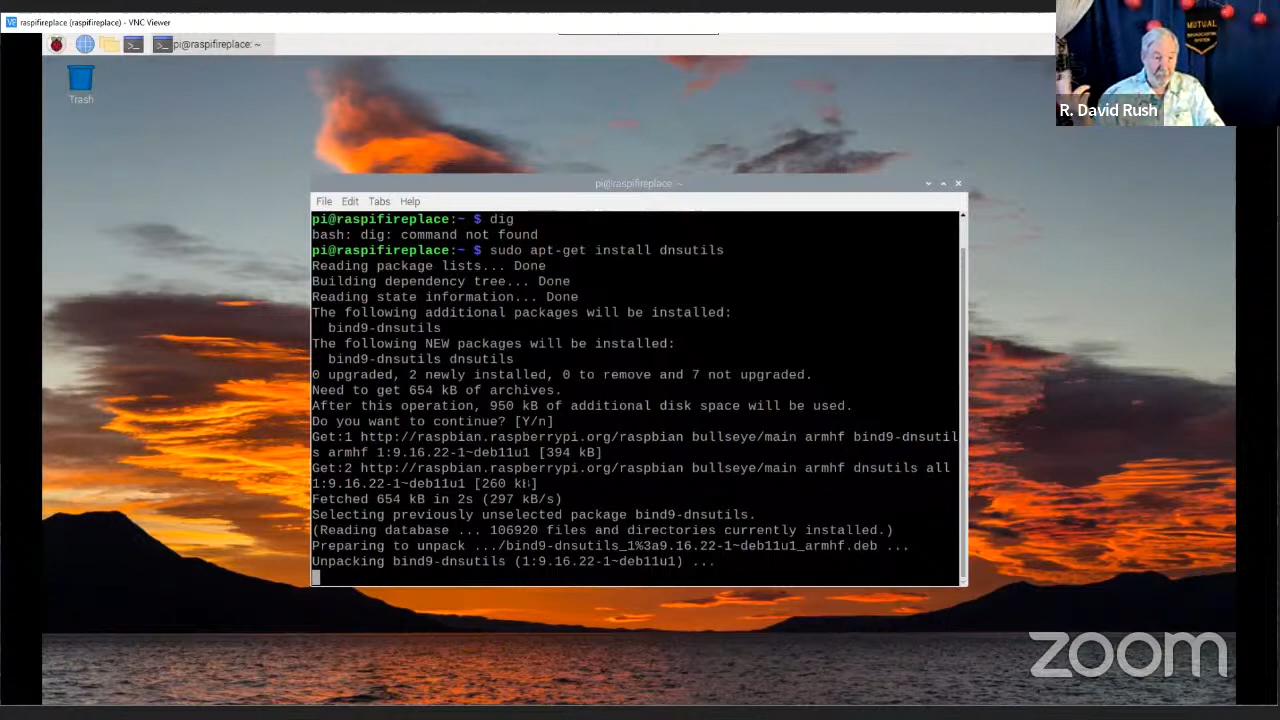 VE raspifireplace (raspifireplace) - VNC Viewer
pi@raspifireplace: ~
Trash
MUTUAL
BROADCASTING
SYSTEM
R. David Rush
pi@raspifireplace: ~
File Edit Tabs Help
pi@raspifireplace:~ $ dig
bash: dig: command not found
pi@raspifireplace:~ $ sudo apt-get install dnsutils
Reading package lists... Done
Building dependency tree... Done
Reading state information... Done
The following additional packages will be installed:
bind9-dnsutils
The following NEW packages will be installed:
bind9-dnsutils dnsutils
0 upgraded, 2 newly installed, 0 to remove and 7 not upgraded.
Need to get 654 kB of archives.
After this operation, 950 kB of additional disk space will be used.
Do you want to continue? [Y/n]
Get:1 http://raspbian.raspberrypi.org/raspbian bullseye/main armhf bind9-dnsutil
s armhf 1:9.16.22-1~deb11u1 [394 kB]
Get:2 http://raspbian.raspberrypi.org/raspbian bullseye/main armhf dnsutils all
1:9.16.22-1~deb11u1 [260 kB]
Fetched 654 kB in 2s (297 kB/s)
Selecting previously unselected package bind9-dnsutils.
(Reading database ... 106920 files and directories currently installed.)
Preparing to unpack .../bind9-dnsutils_1%3a9.16.22-1~deb11u1_armhf.deb ...
Unpacking bind9-dnsutils (1:9.16.22-1~deb11u1) ...
zoom